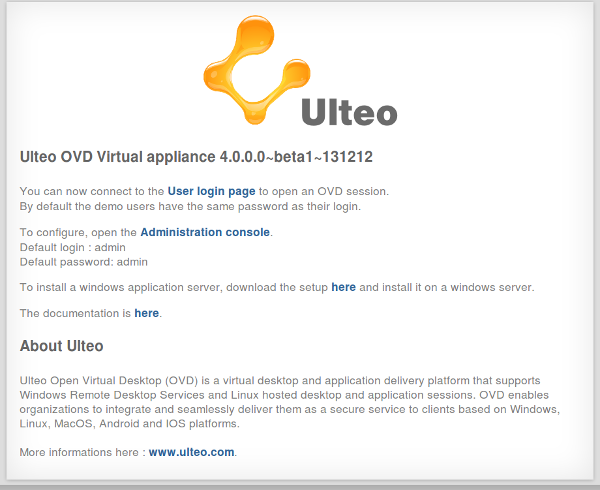 Ulteo
Ulteo OVD Virtual appliance 4.0.0.0~beta1~131212
You can now connect to the User login page to open an OVD session.
By default the demo users have the same password as their login.
To configure, open the Administration console.
Default login : admin
Default password: admin
To install a windows application server, download the setup here and install it on a windows server.
The documentation is here.
About Ulteo
Ulteo Open Virtual Desktop (OVD) is a virtual desktop and application delivery platform that supports
Windows Remote Desktop Services and Linux hosted desktop and application sessions. OVD enables
organizations to integrate and seamlessly deliver them as a secure service to clients based on Windows,
Linux, MacOS, Android and IOS platforms.
More informations here : www.ulteo.com.